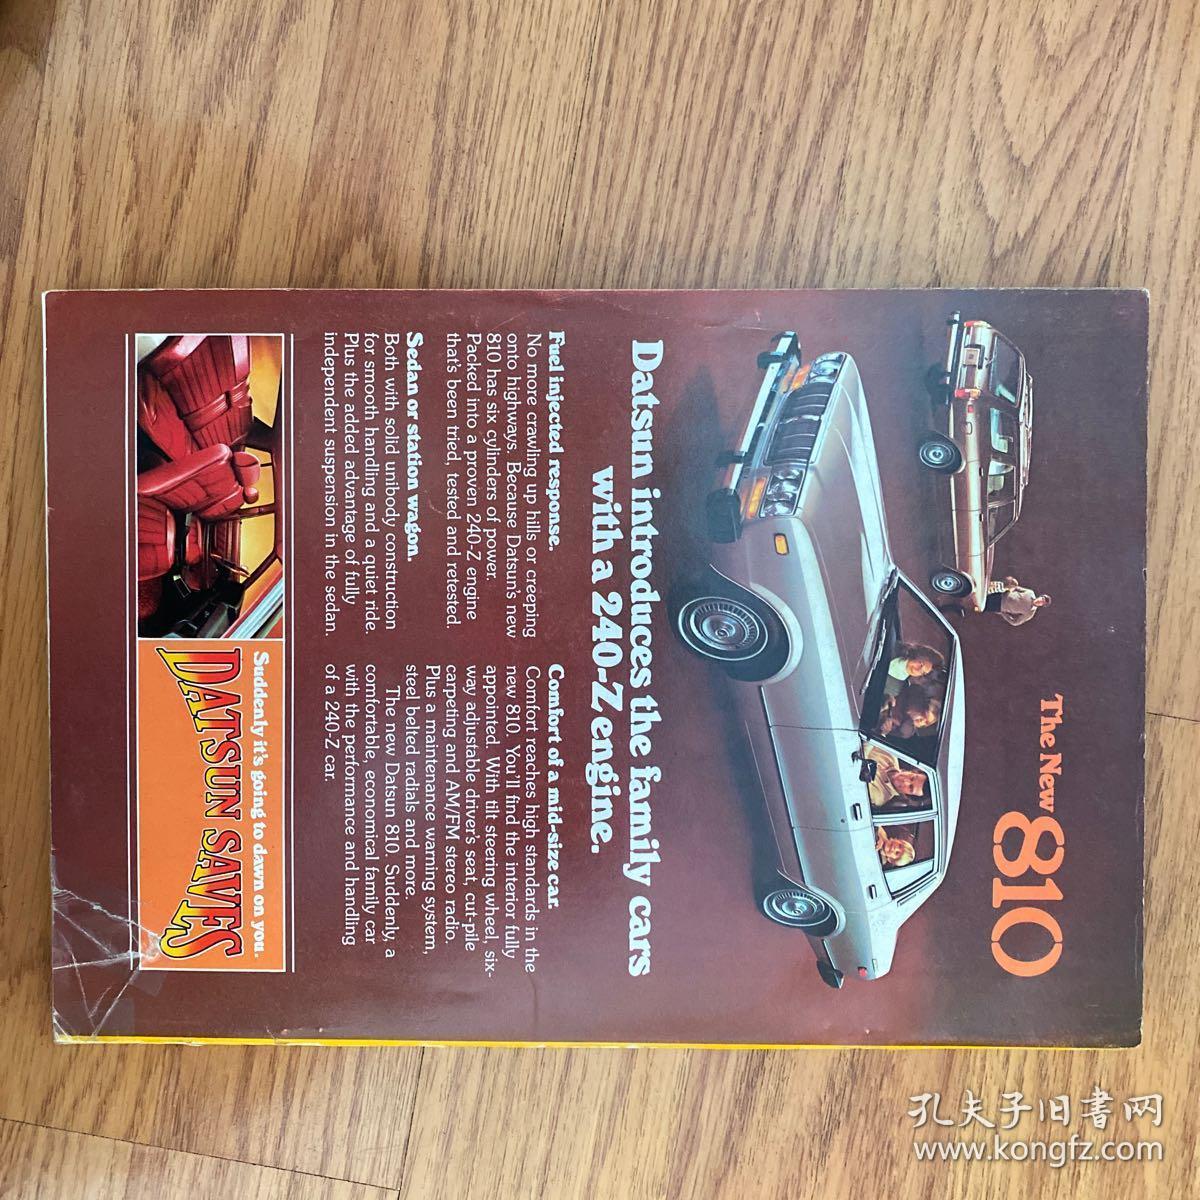 The New
810
Datsun introduces the family cars
with a 240-Z engine.
Fuel injected response.
No more crawling up hills or creeping
onto highways. Because Datsun's new
810 has six cylinders of power.
Packed into a proven 240-Z engine
that's been tried, tested and retested.
Sedan or station wagon.
Both with solid unibody construction
for smooth handling and a quiet ride.
Plus the added advantage of fully
independent suspension in the sedan.
Comfort of a mid-size car.
Comfort reaches high standards in the
new 810. You'll find the interior fully
appointed. With tilt steering wheel, six-
way adjustable driver's seat, cut-pile
carpeting and AM/FM stereo radio.
Plus a maintenance warning system,
steel belted radials and more.
The new Datsun 810. Suddenly, a
comfortable, economical family car
with the performance and handling
of a 240-Z car.
Suddenly it's going to dawn on you.
DATSUN SAVES
孔夫子旧書网
www.kongfz.com